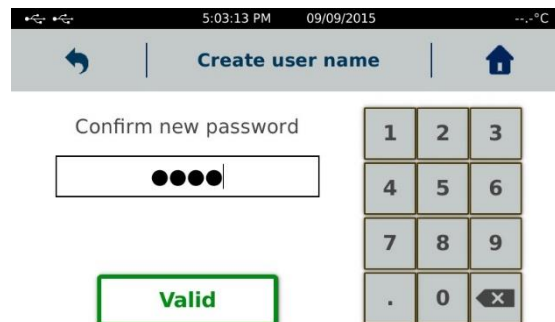 5:03:13 PM 09/09/2015 --.-°C
Create user name
Confirm new password
●●●●
1 2 3
4 5 6
7 8 9
Valid
. 0